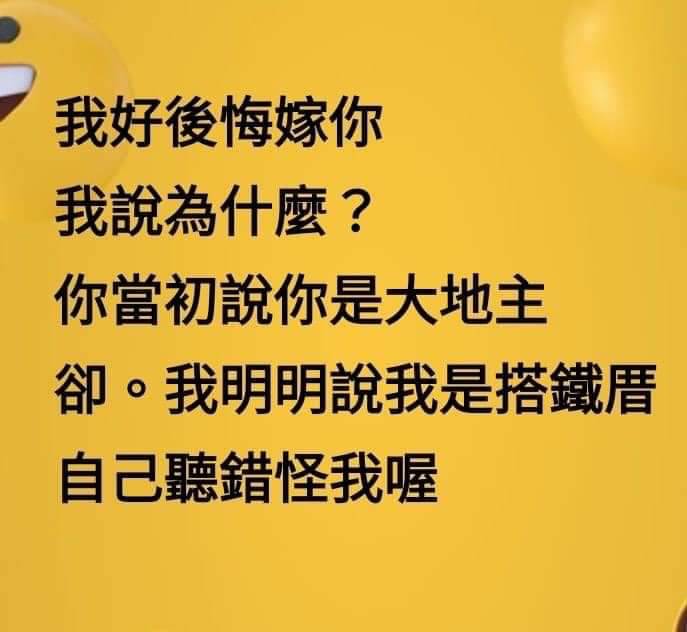 我好後悔嫁你
我說為什麼？
你當初說你是大地主
卻。我明明說我是搭鐵厝
自己聽錯怪我喔